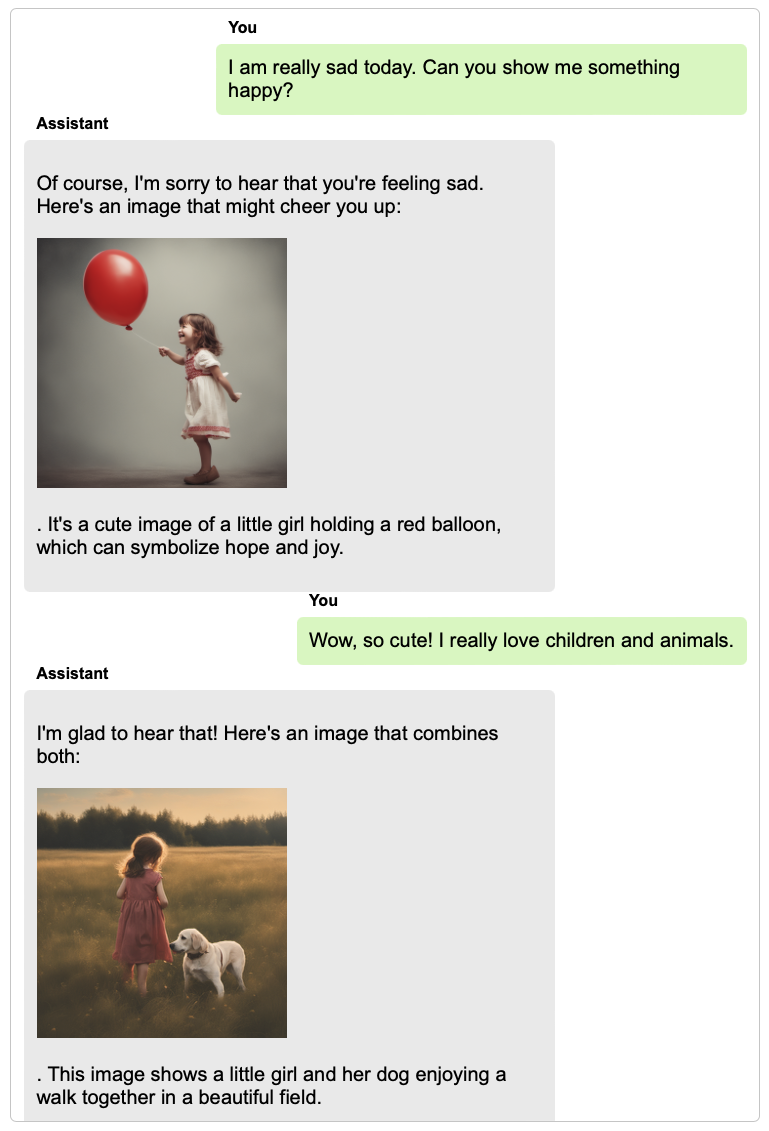 You
I am really sad today. Can you show me something
happy?
Assistant
Of course, I'm sorry to hear that you're feeling sad.
Here's an image that might cheer you up:
. It's a cute image of a little girl holding a red balloon,
which can symbolize hope and joy.
You
Wow, so cute! I really love children and animals.
Assistant
I'm glad to hear that! Here's an image that combines
both:
. This image shows a little girl and her dog enjoying a
walk together in a beautiful field.